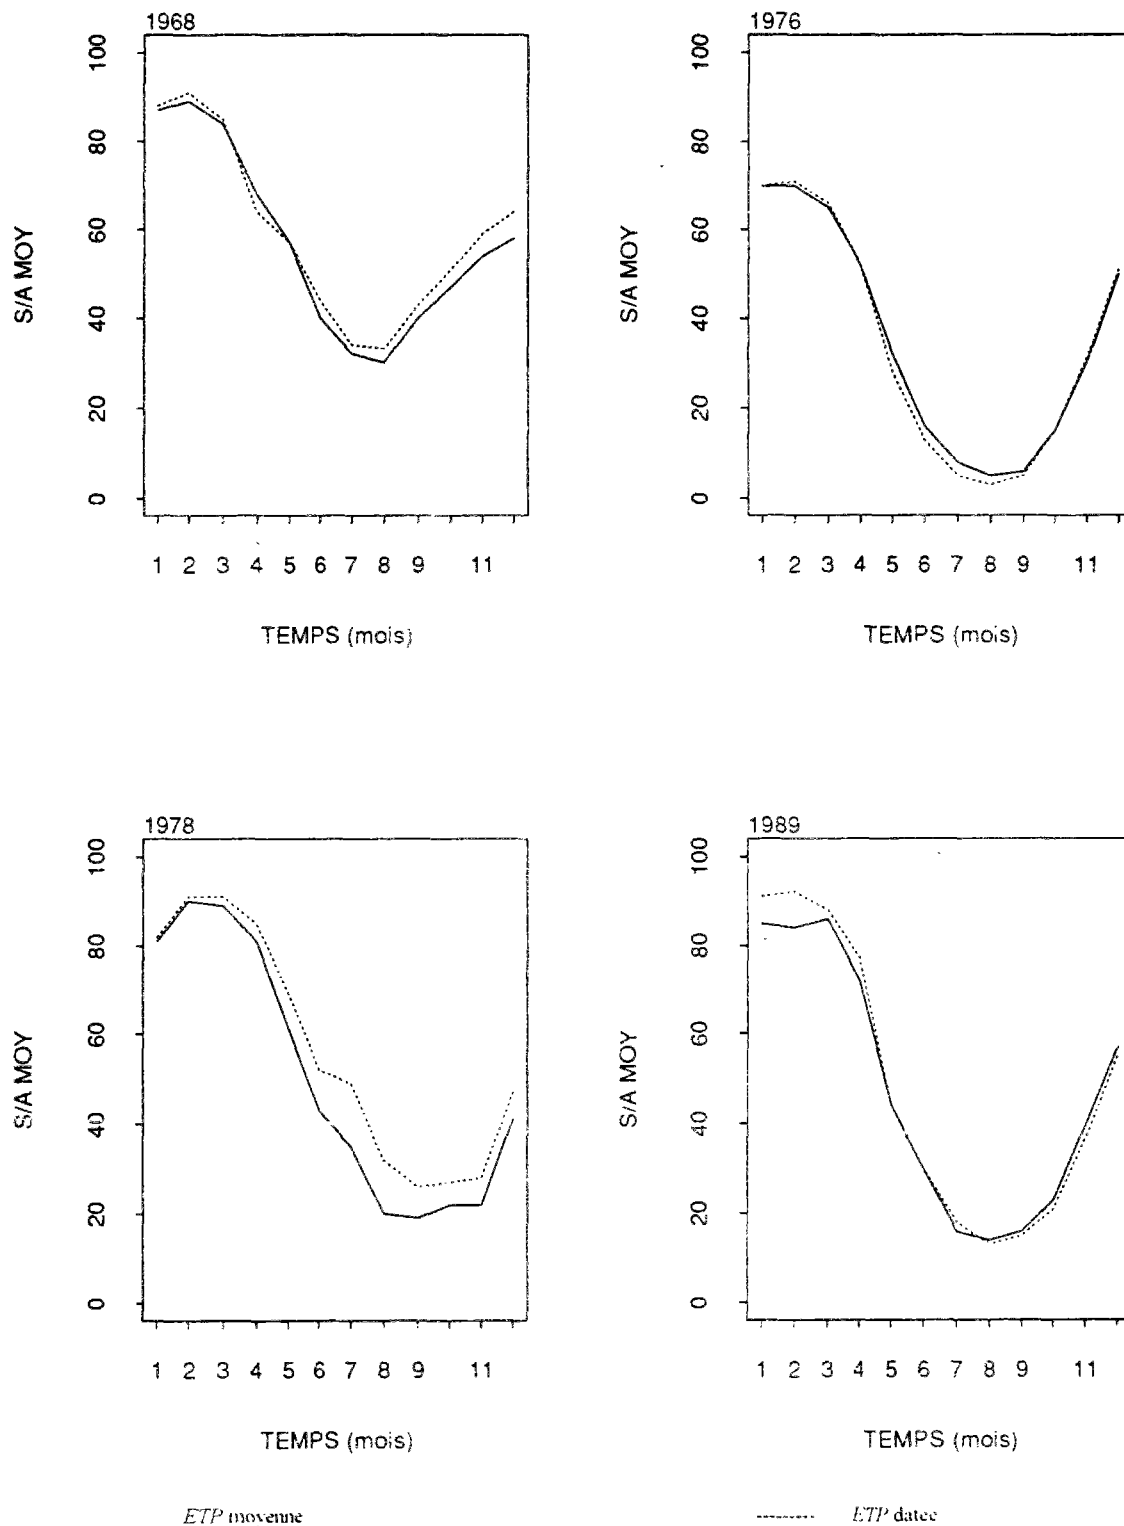 1968
100
80
60
40
20
0
S/A MOY
1 2 3 4 5 6 7 8 9 11
TEMPS (mois)
1976
100
80
60
40
20
0
S/A MOY
1 2 3 4 5 6 7 8 9 11
TEMPS (mois)
1978
100
80
60
40
20
0
S/A MOY
1 2 3 4 5 6 7 8 9 11
TEMPS (mois)
1989
100
80
60
40
20
0
S/A MOY
1 2 3 4 5 6 7 8 9 11
TEMPS (mois)
ETP moyenne
ETP datee